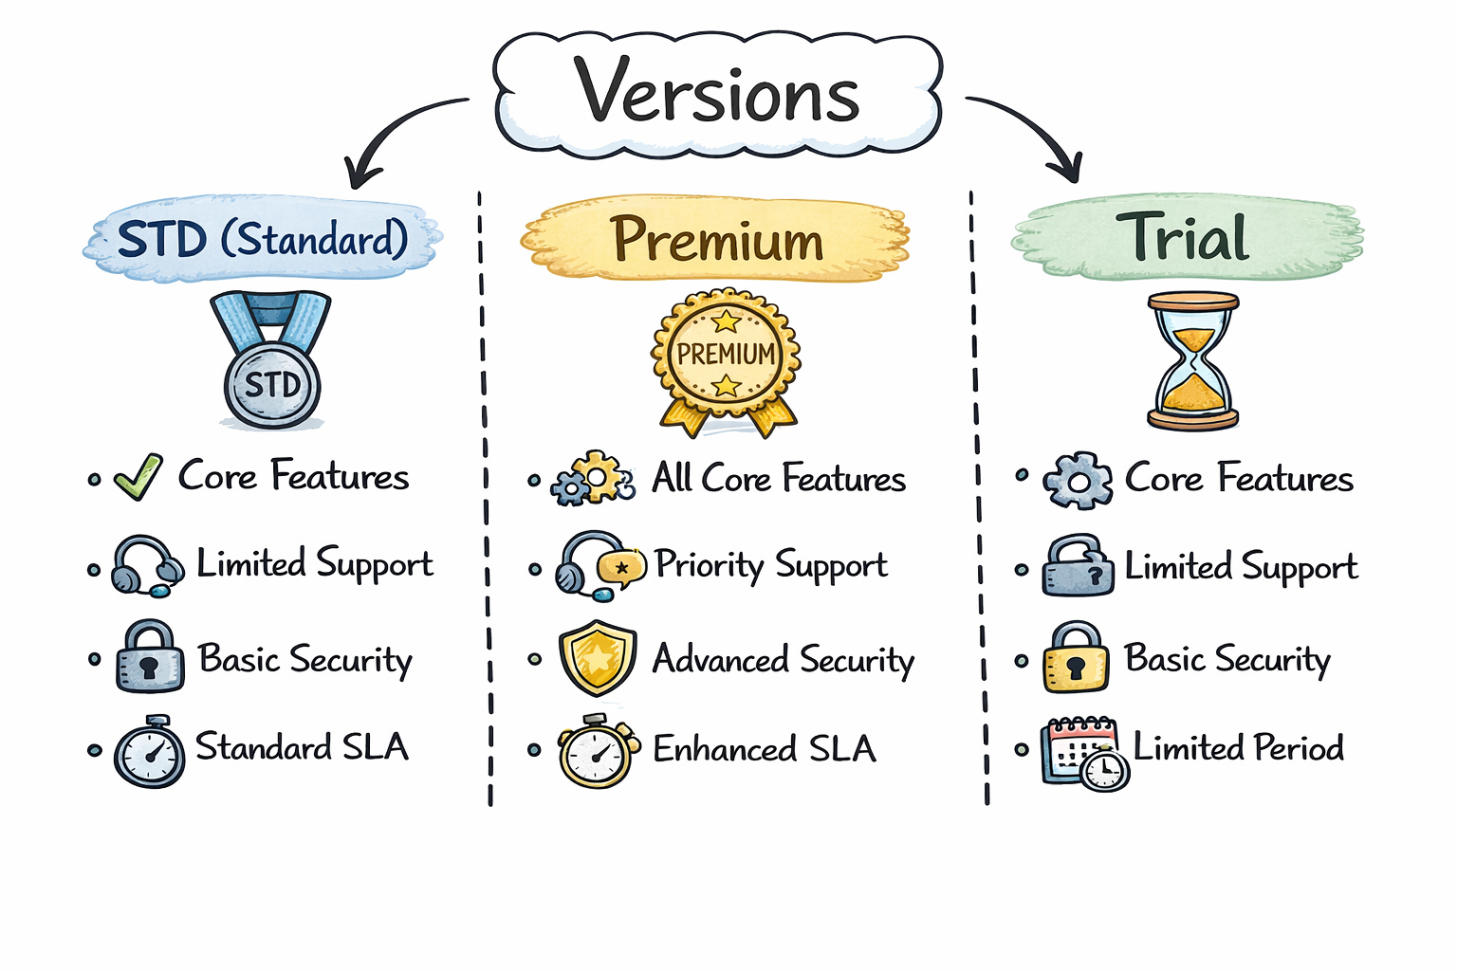 Versions
STD (Standard)
STD
Core Features
Limited Support
Basic Security
Standard SLA
Premium
PREMIUM
All Core Features
Priority Support
Advanced Security
Enhanced SLA
Trial
Core Features
?
Limited Support
Basic Security
Limited Period